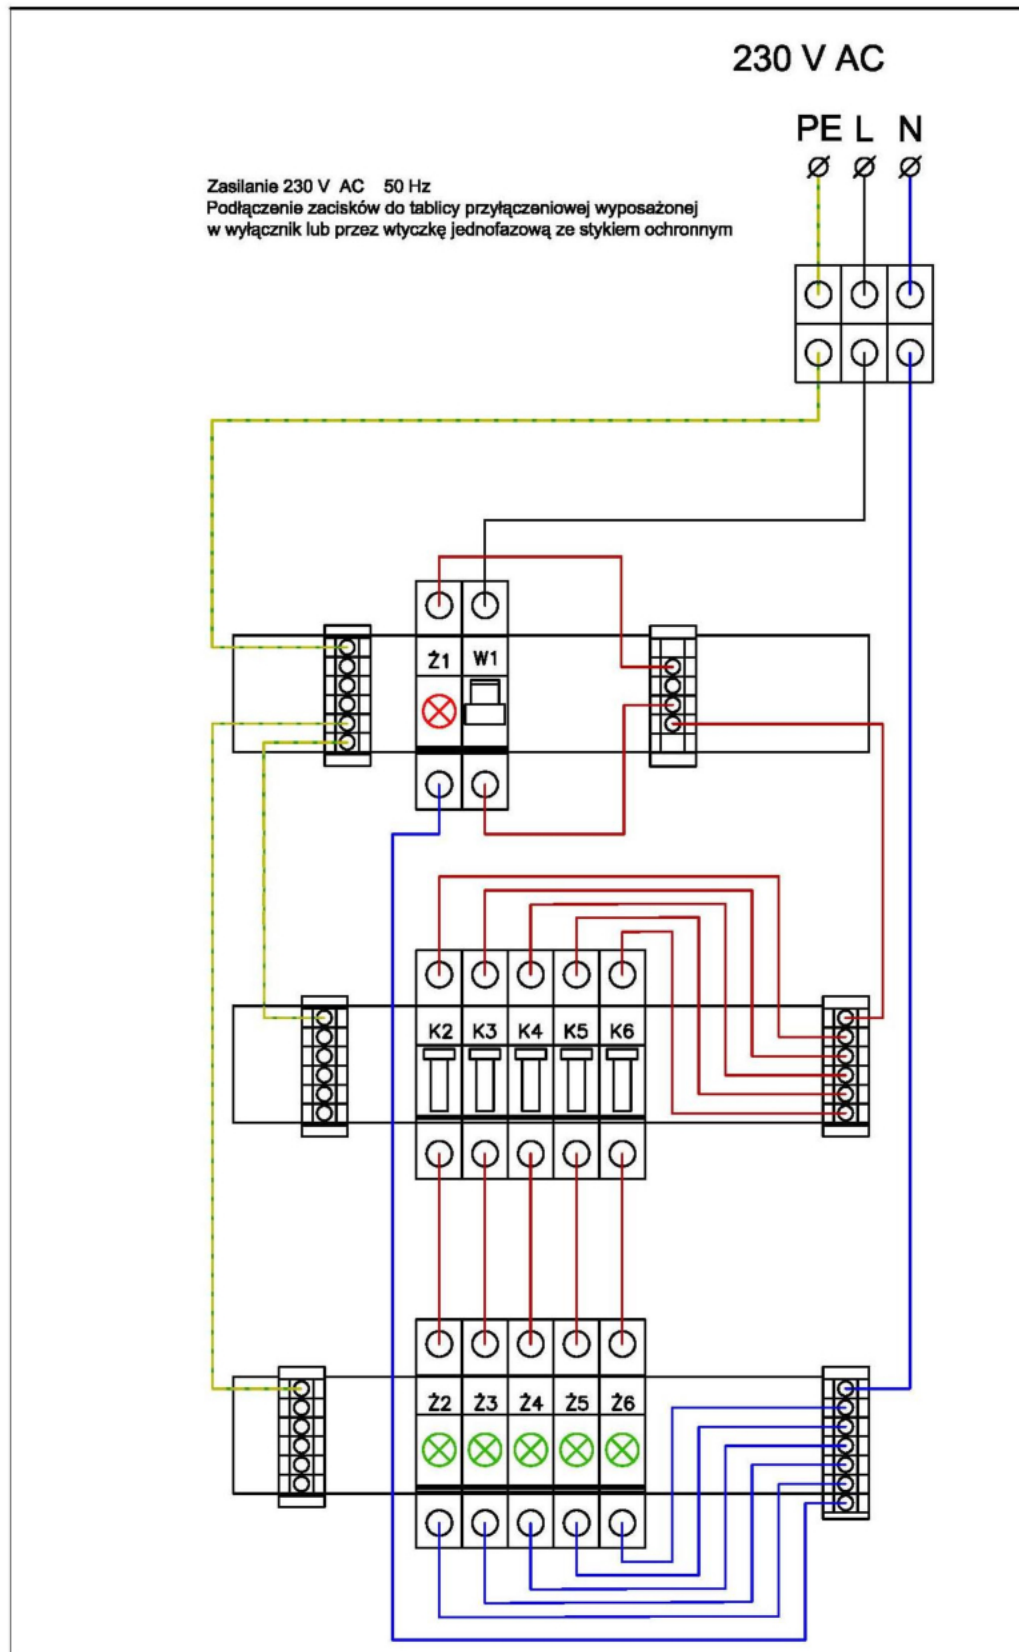 230 V AC
PE L N
Zasilanie 230 V AC 50 Hz
Podłączenie zacisków do tablicy przyłączeniowej wyposażonej
w wyłącznik lub przez wtyczkę jednofazową ze stykiem ochronnym
Ż1 W1
K2 K3 K4 K5 K6
Ż2 Ż3 Ż4 Ż5 Ż6